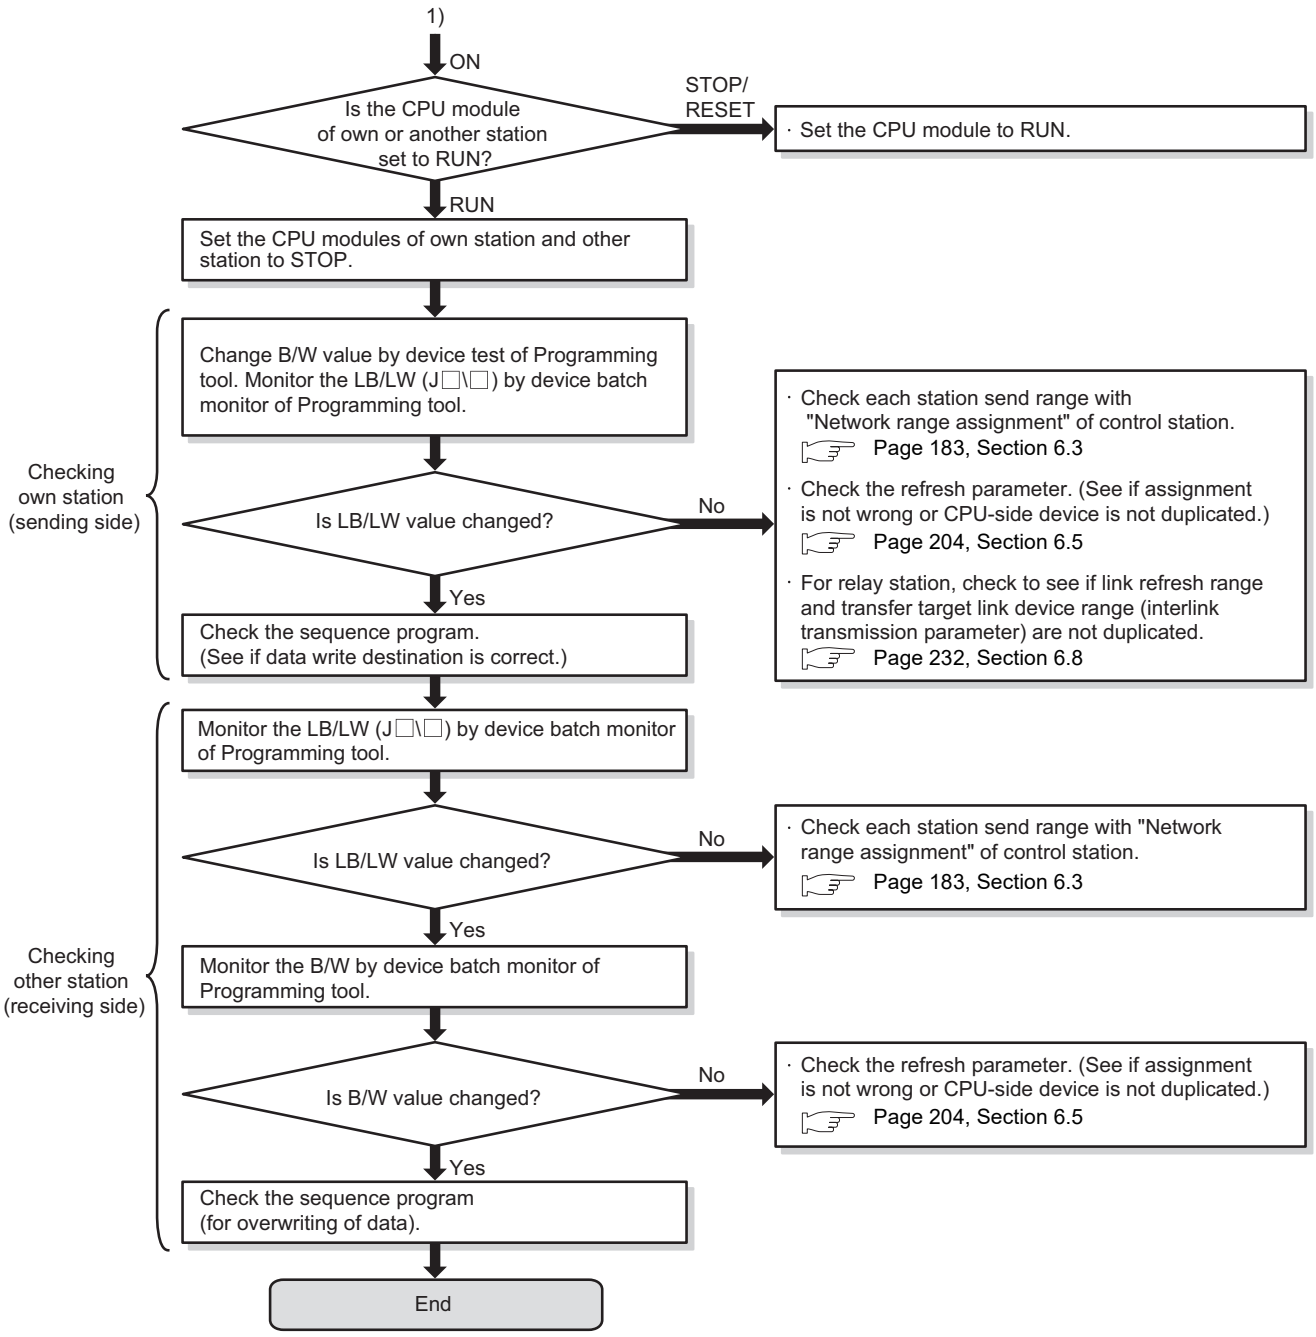 1)
ON
Is the CPU module
of own or another station
set to RUN?
STOP/
RESET
· Set the CPU module to RUN.
RUN
Set the CPU modules of own station and other
station to STOP.
Checking
own station
(sending side)
Change B/W value by device test of Programming
tool. Monitor the LB/LW (J□\□) by device batch
monitor of Programming tool.
Is LB/LW value changed?
No
· Check each station send range with
"Network range assignment" of control station.
Page 183, Section 6.3
· Check the refresh parameter. (See if assignment
is not wrong or CPU-side device is not duplicated.)
Page 204, Section 6.5
· For relay station, check to see if link refresh range
and transfer target link device range (interlink
transmission parameter) are not duplicated.
Page 232, Section 6.8
Yes
Check the sequence program.
(See if data write destination is correct.)
Checking
other station
(receiving side)
Monitor the LB/LW (J□\□) by device batch monitor
of Programming tool.
Is LB/LW value changed?
No
· Check each station send range with "Network
range assignment" of control station.
Page 183, Section 6.3
Yes
Monitor the B/W by device batch monitor of
Programming tool.
Is B/W value changed?
No
· Check the refresh parameter. (See if assignment
is not wrong or CPU-side device is not duplicated.)
Page 204, Section 6.5
Yes
Check the sequence program
(for overwriting of data).
End